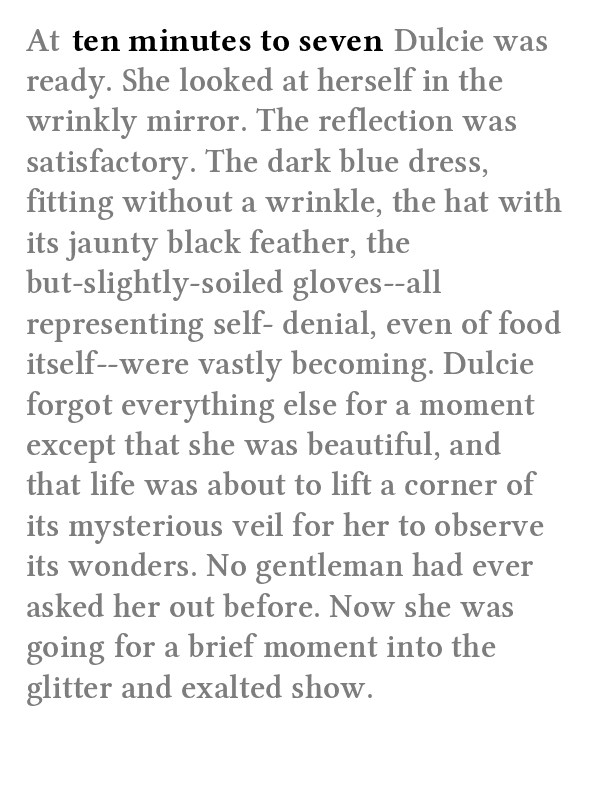 At ten minutes to seven Dulcie was
ready. She looked at herself in the
wrinkly mirror. The reflection was
satisfactory. The dark blue dress,
fitting without a wrinkle, the hat with
its jaunty black feather, the
but-slightly-soiled gloves--all
representing self- denial, even of food
itself--were vastly becoming. Dulcie
forgot everything else for a moment
except that she was beautiful, and
that life was about to lift a corner of
its mysterious veil for her to observe
its wonders. No gentleman had ever
asked her out before. Now she was
going for a brief moment into the
glitter and exalted show.